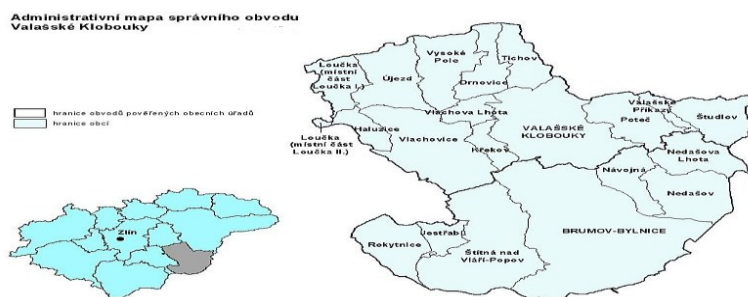 Administrativní mapa správního obvodu
Valašské Klobouky
hranice obvodů pověřených obecních úřadů
hranice obcí
Zlín
Loučka
(místní
část
Loučka I.)
Újezd
Vysoké
Pole
Drnovice
Tichov
Loučka
(místní část
Loučka II.)
Haluzice
Vlachovice
Vlachova Lhota
Křekov
VALAŠSKÉ
KLOBOUKY
Valašské
Příkazy
Poteč
Študlov
Nedašova
Lhota
Návojná
Nedašov
BRUMOV-BYLNICE
Rokytnice
Jestřabí
Štítná nad
Vláří-Popov